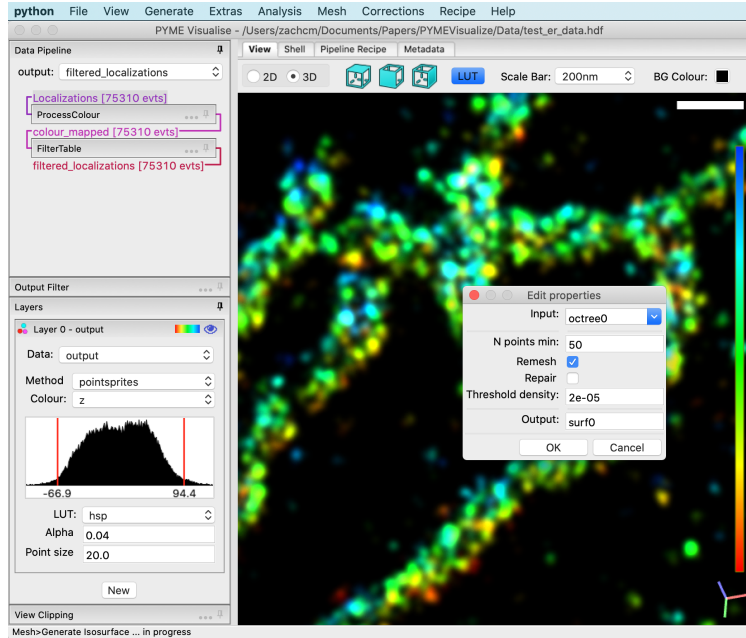 python File View Generate Extras Analysis Mesh Corrections Recipe Help
PYME Visualise - /Users/zachcm/Documents/Papers/PYMEVisualize/Data/test_er_data.hdf
Data Pipeline
output: filtered_localizations
Localizations [75310 evts]
ProcessColour
colour_mapped [75310 evts]
FilterTable
filtered_localizations [75310 evts]
Output Filter
Layers
Layer 0 - output
Data: output
Method pointsprites
Colour: z
-66.9 94.4
LUT: hsp
Alpha 0.04
Point size 20.0
New
View Clipping
Mesh>Generate Isosurface ... in progress
View Shell Pipeline Recipe Metadata
2D 3D LUT Scale Bar: 200nm BG Colour:
Edit properties
Input: octree0
N points min: 50
Remesh
Repair
Threshold density: 2e-05
Output: surf0
OK Cancel